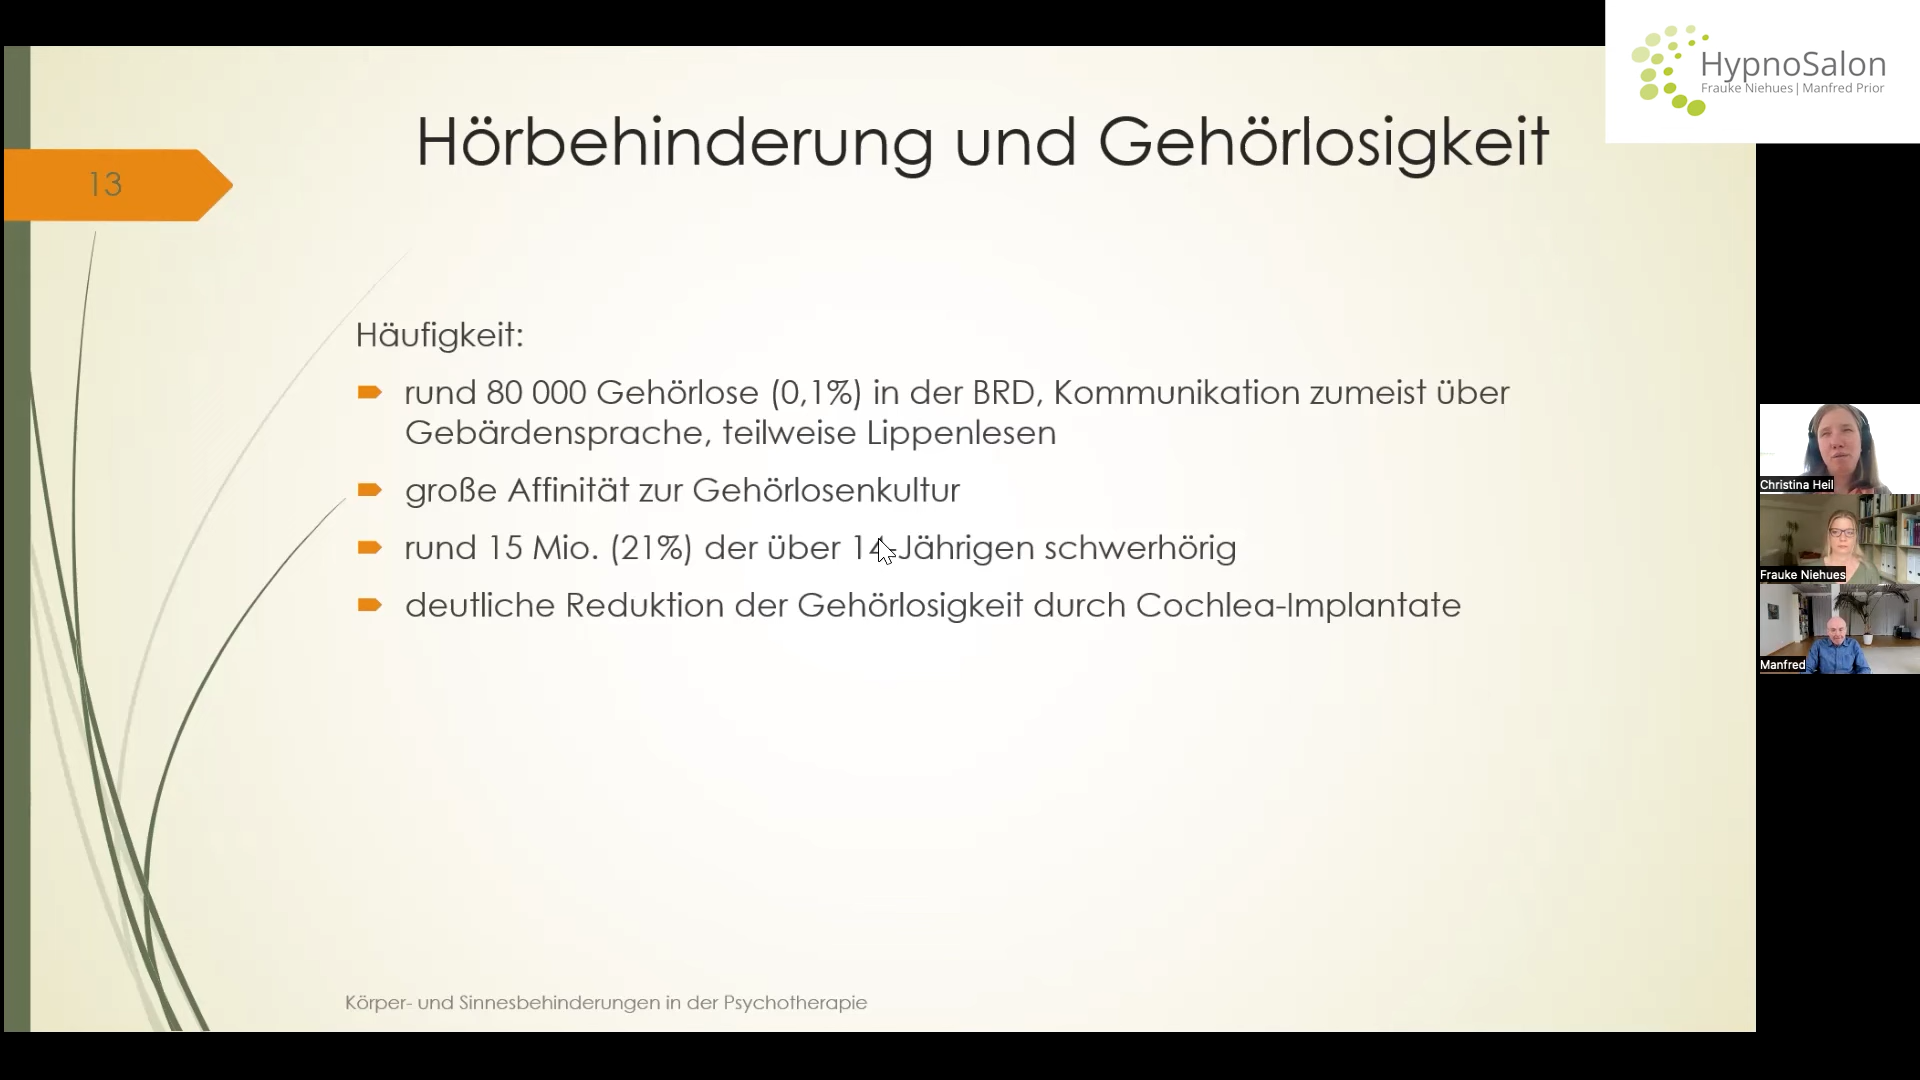 HypnoSalon
Frauke Niehues | Manfred Prior
Hörbehinderung und Gehörlosigkeit
13
Häufigkeit:
rund 80 000 Gehörlose (0,1%) in der BRD, Kommunikation zumeist über
Gebärdensprache, teilweise Lippenlesen
große Affinität zur Gehörlosenkultur
rund 15 Mio. (21%) der über 14-Jährigen schwerhörig
deutliche Reduktion der Gehörlosigkeit durch Cochlea-Implantate
Körper- und Sinnesbehinderungen in der Psychotherapie
Christina Heil
Frauke Niehues
Manfred